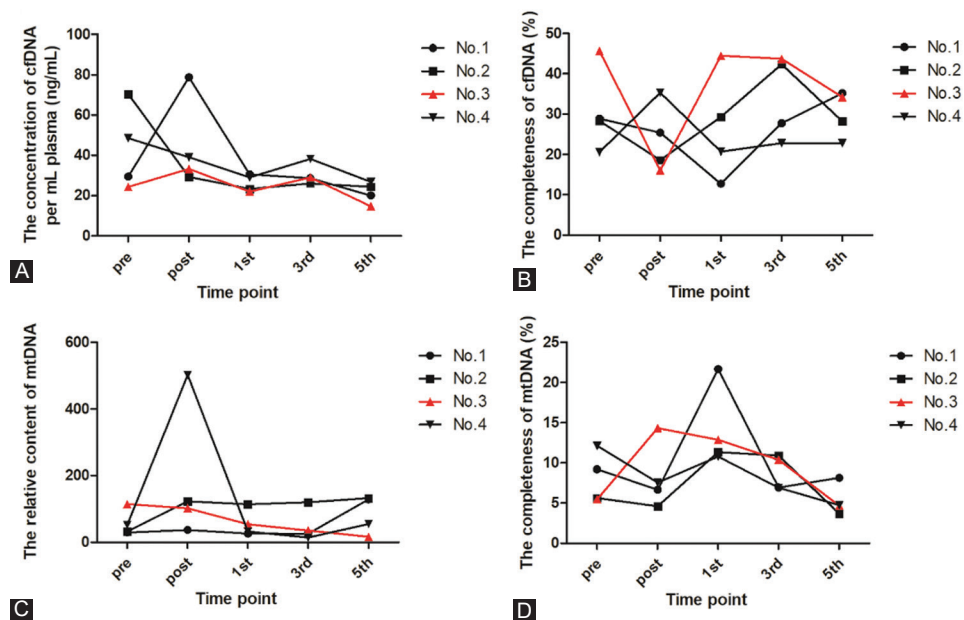 The concentration of cfDNA
per mL plasma (ng/mL)
100
80
60
40
20
0
pre
post
1st
3rd
5th
Time point
No.1
No.2
No.3
No.4
A
The completeness of cfDNA (%)
50
40
30
20
10
0
pre
post
1st
3rd
5th
Time point
No.1
No.2
No.3
No.4
B
The relative content of mtDNA
600
400
200
0
pre
post
1st
3rd
5th
Time point
No.1
No.2
No.3
No.4
C
The completeness of mtDNA (%)
25
20
15
10
5
0
pre
post
1st
3rd
5th
Time point
No.1
No.2
No.3
No.4
D